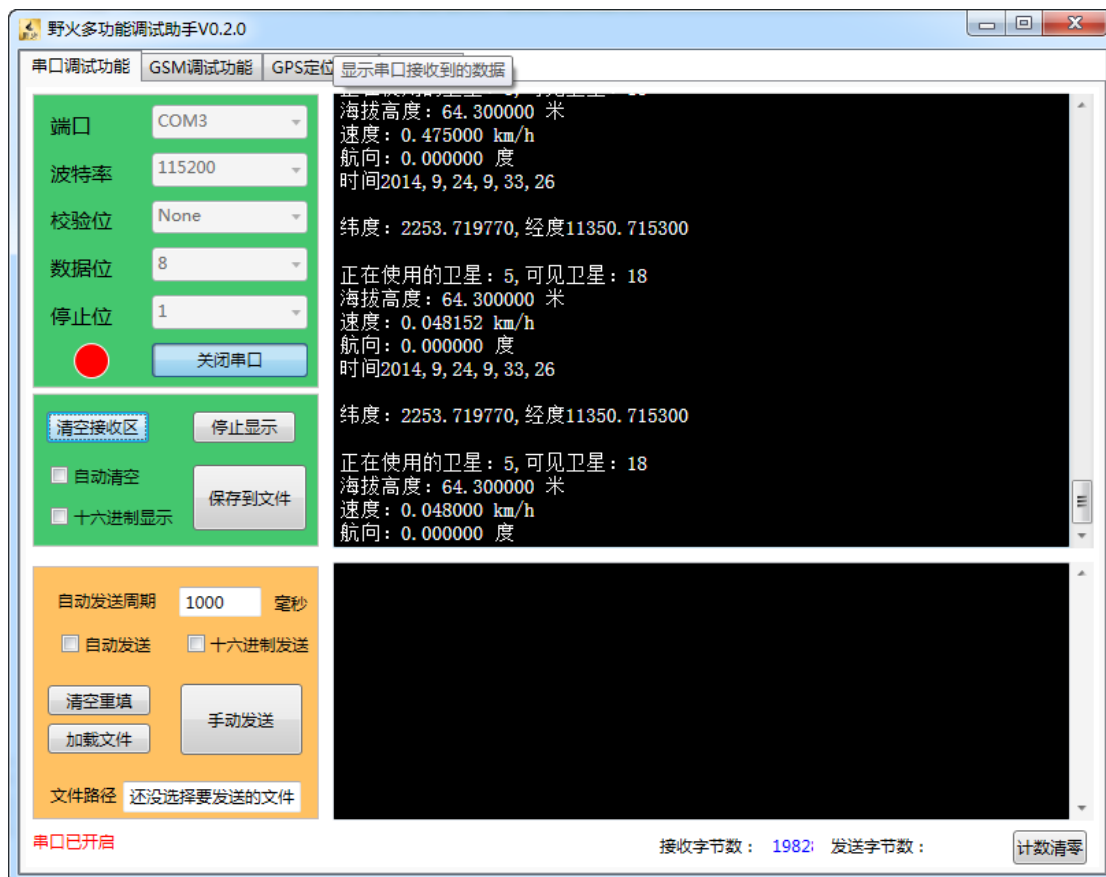 野火多功能调试助手V0.2.0
串口调试功能 GSM调试功能 GPS定位
显示串口接收到的数据
端口 COM3
波特率 115200
校验位 None
数据位 8
停止位 1
关闭串口
清空接收区 停止显示
自动清空
保存到文件
十六进制显示
海拔高度: 64.300000 米
速度: 0.475000 km/h
航向: 0.000000 度
时间2014,9,24,9,33,26
纬度: 2253.719770,经度11350.715300
正在使用的卫星: 5,可见卫星: 18
海拔高度: 64.300000 米
速度: 0.048152 km/h
航向: 0.000000 度
时间2014,9,24,9,33,26
纬度: 2253.719770,经度11350.715300
正在使用的卫星: 5,可见卫星: 18
海拔高度: 64.300000 米
速度: 0.048000 km/h
航向: 0.000000 度
自动发送周期 1000 毫秒
自动发送 十六进制发送
清空重填
手动发送
加载文件
文件路径 还没选择要发送的文件
串口已开启
接收字节数: 1982 发送字节数:
计数清零